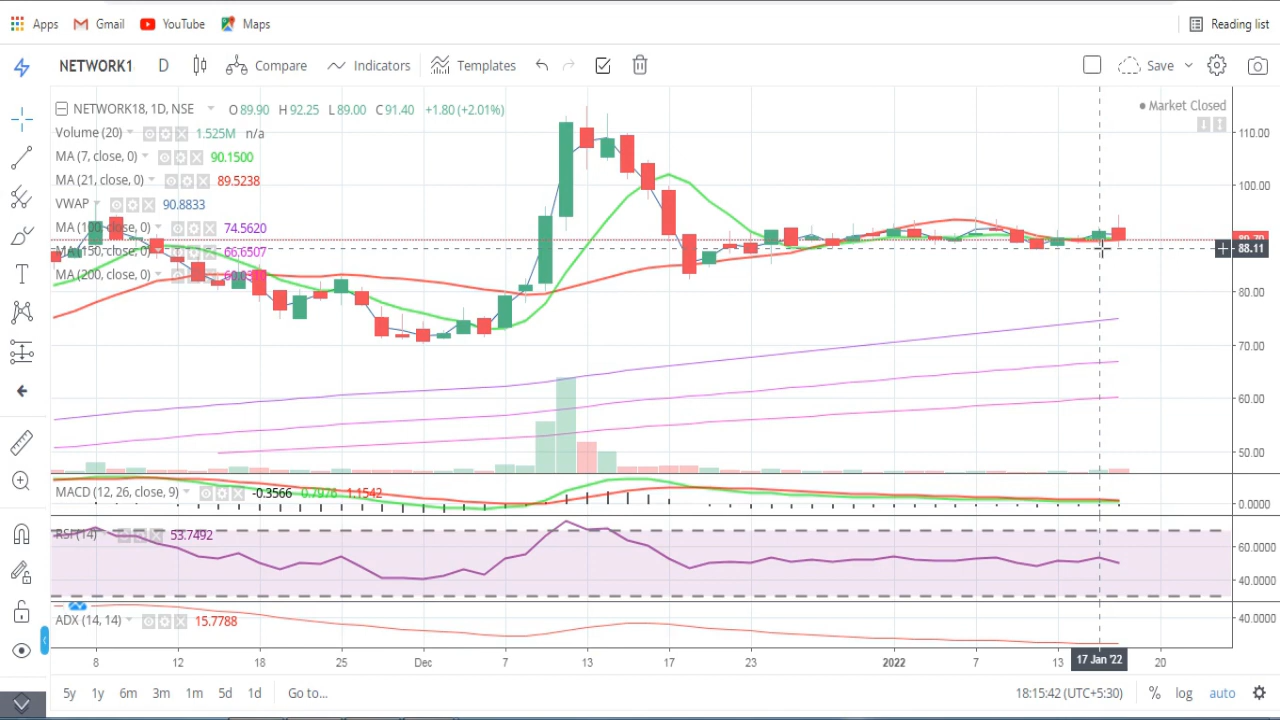 Apps Gmail YouTube Maps Reading list
NETWORK1 D Compare Indicators Templates Save
NETWORK18, 1D, NSE O89.90 H92.25 L89.00 C91.40 +1.80 (+2.01%)
Market Closed
Volume (20) 1.525M n/a
110.00
MA (7, close, 0) 90.1500
MA (21, close, 0) 89.5238
100.00
VWAP 90.8833
MA (100, close, 0) 74.5620
MA (150, close, 0) 66.6507
88.11
MA (200, close, 0)
80.00
70.00
60.00
50.00
MACD (12, 26, close, 9) -0.3566 0.7976 1.1542
0.0000
RSI (14) 53.7492
60.0000
40.0000
ADX (14, 14) 15.7788
40.0000
8 12 18 25 Dec 7 13 17 23 2022 7 13 17 Jan '22 20
5y 1y 6m 3m 1m 5d 1d Go to... 18:15:42 (UTC+5:30) % log auto